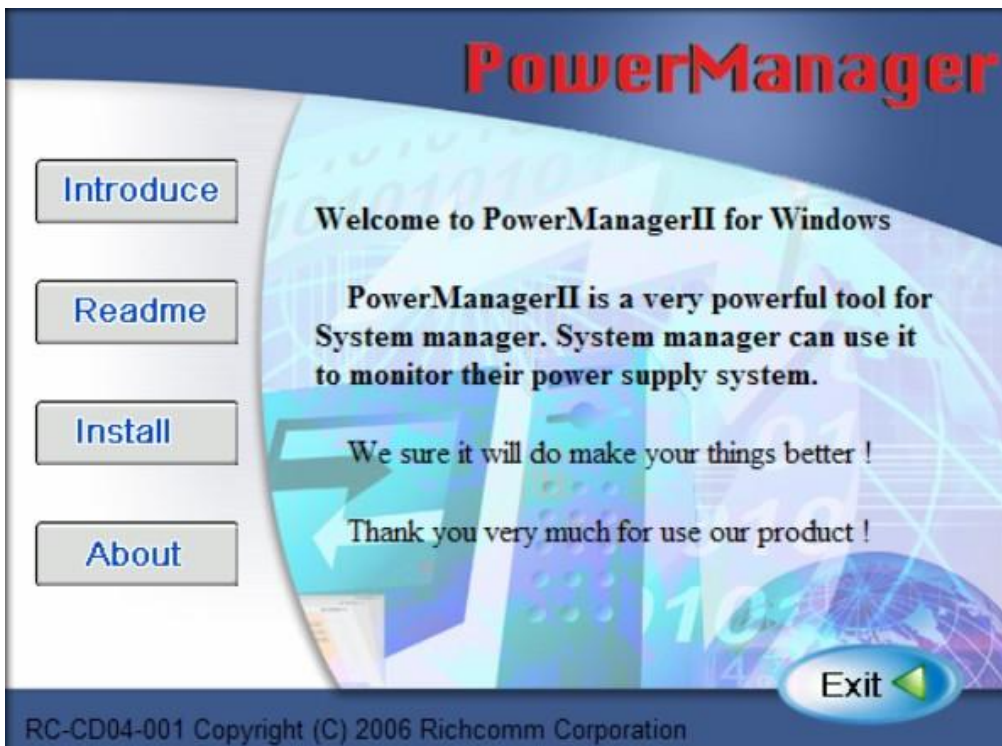 PowerManager
Introduce
Readme
Install
About
Welcome to PowerManagerII for Windows
PowerManagerII is a very powerful tool for
System manager. System manager can use it
to monitor their power supply system.
We sure it will do make your things better !
Thank you very much for use our product !
Exit
RC-CD04-001 Copyright (C) 2006 Richcomm Corporation